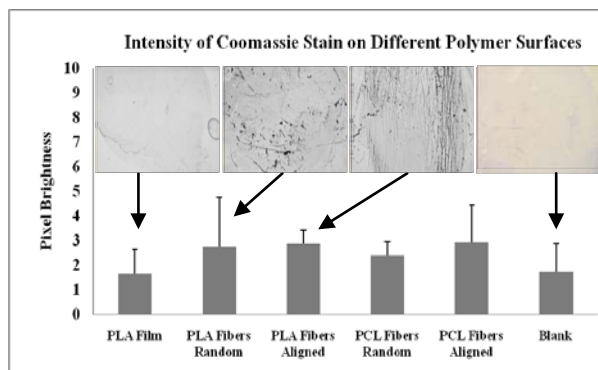 Intensity of Coomassie Stain on Different Polymer Surfaces
10
9
8
7
6
5
4
3
2
1
0
Pixel Brightness
PLA Film
PLA Fibers
Random
PLA Fibers
Aligned
PCL Fibers
Random
PCL Fibers
Aligned
Blank